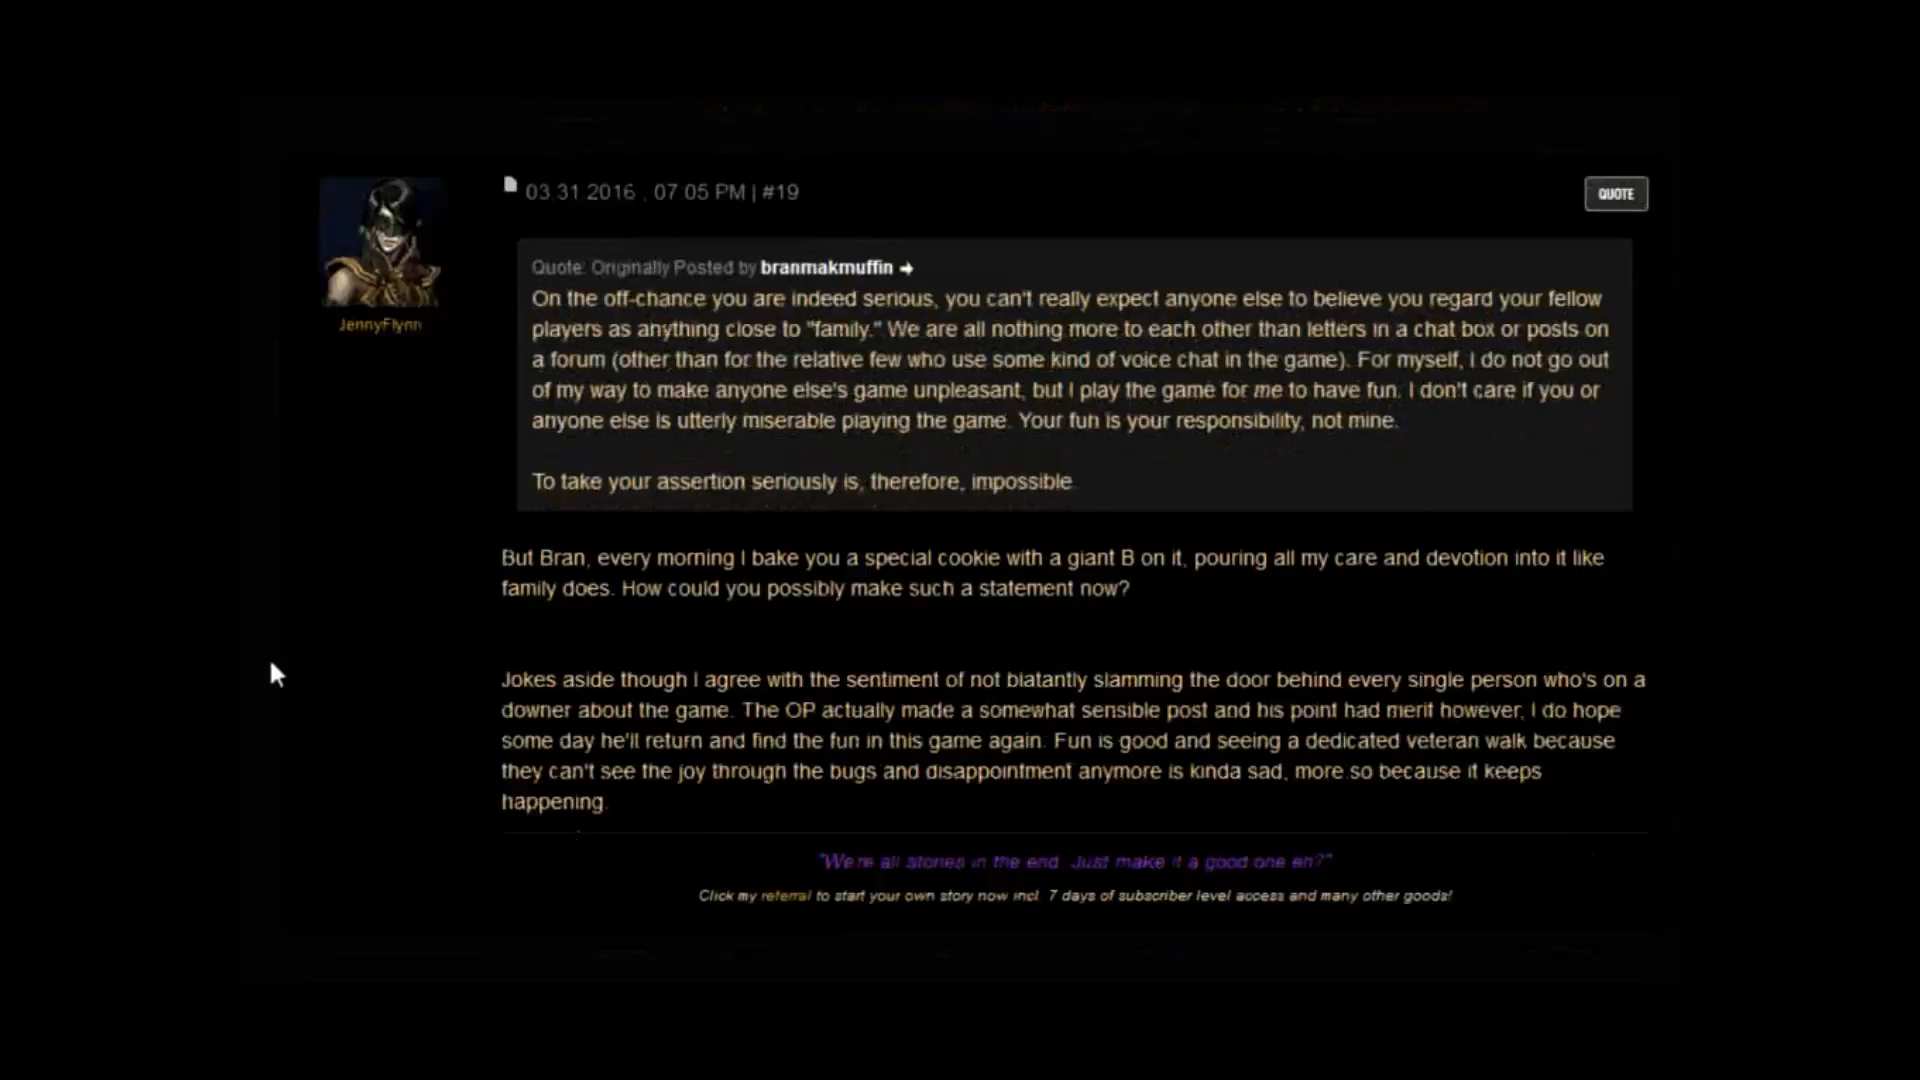 03.31.2016 , 07:05 PM | #19
QUOTE
JennyFlynn
Quote: Originally Posted by branmakmuffin
On the off-chance you are indeed serious, you can't really expect anyone else to believe you regard your fellow
players as anything close to "family." We are all nothing more to each other than letters in a chat box or posts on
a forum (other than for the relative few who use some kind of voice chat in the game). For myself, I do not go out
of my way to make anyone else's game unpleasant, but I play the game for me to have fun. I don't care if you or
anyone else is utterly miserable playing the game. Your fun is your responsibility, not mine.
To take your assertion seriously is, therefore, impossible.
But Bran, every morning I bake you a special cookie with a giant B on it, pouring all my care and devotion into it like
family does. How could you possibly make such a statement now?
Jokes aside though I agree with the sentiment of not blatantly slamming the door behind every single person who's on a
downer about the game. The OP actually made a somewhat sensible post and his point had merit however, I do hope
some day he'll return and find the fun in this game again. Fun is good and seeing a dedicated veteran walk because
they can't see the joy through the bugs and disappointment anymore is kinda sad, more so because it keeps
happening.
"We're all stories in the end. Just make it a good one eh?"
Click my referral to start your own story now incl. 7 days of subscriber level access and many other goods!